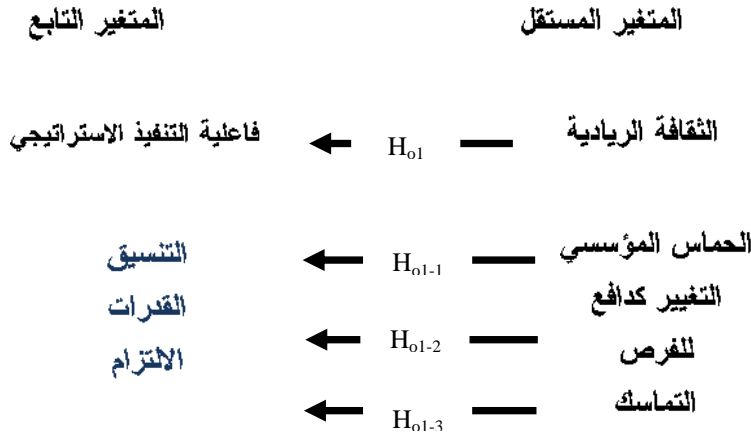 المتغير المستقل
المتغير التابع
الثقافة الريادية
Ho1
فاعلية التنفيذ الاستراتيجي
الحماس المؤسسي
Ho1-1
التنسيق
التغيير كدافع
القدرات
للفرص
Ho1-2
الالتزام
التماسك
Ho1-3